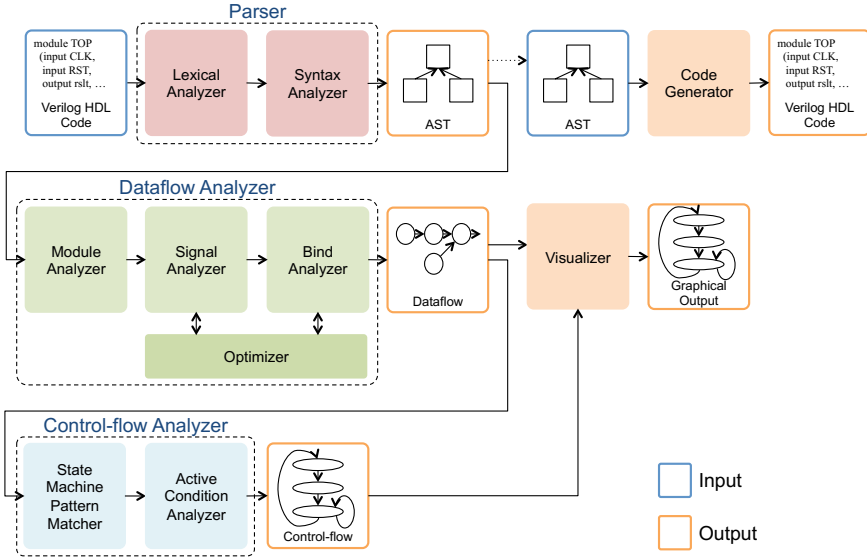 Parser
module TOP
(input CLK,
input RST,
output rslt, …
Verilog HDL
Code
Lexical
Analyzer
Syntax
Analyzer
AST
AST
Code
Generator
module TOP
(input CLK,
input RST,
output rslt, …
Verilog HDL
Code
Dataflow Analyzer
Module
Analyzer
Signal
Analyzer
Bind
Analyzer
Optimizer
Dataflow
Visualizer
Graphical
Output
Control-flow Analyzer
State
Machine
Pattern
Matcher
Active
Condition
Analyzer
Control-flow
Input
Output